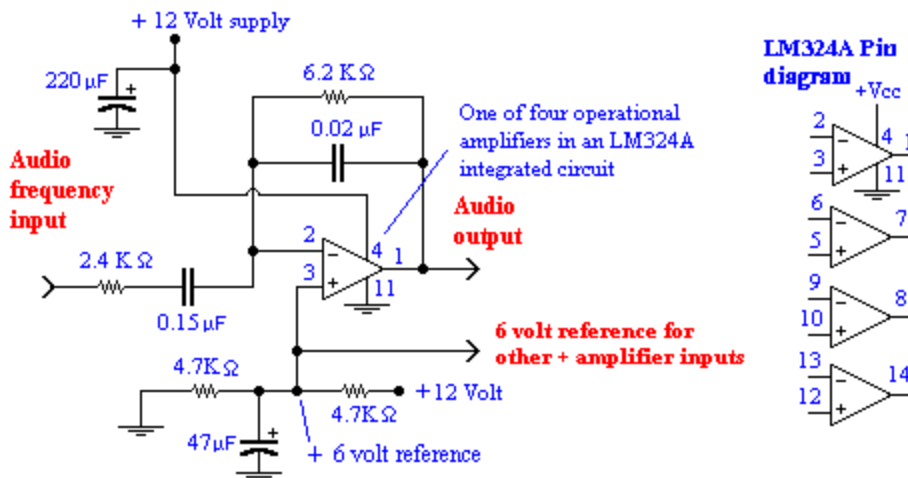 + 12 Volt supply
220 µF
+
6.2 K Ω
0.02 µF
One of four operational
amplifiers in an LM324A
integrated circuit
Audio
frequency
input
2.4 K Ω
0.15 µF
2
3
−
+
4
1
11
Audio
output
6 volt reference for
other + amplifier inputs
4.7K Ω
4.7K Ω
+12 Volt
47µF
+
+ 6 volt reference
LM324A Pin
diagram
+Vcc
2
3
−
+
4
1
11
6
5
−
+
7
9
10
−
+
8
13
12
−
+
14